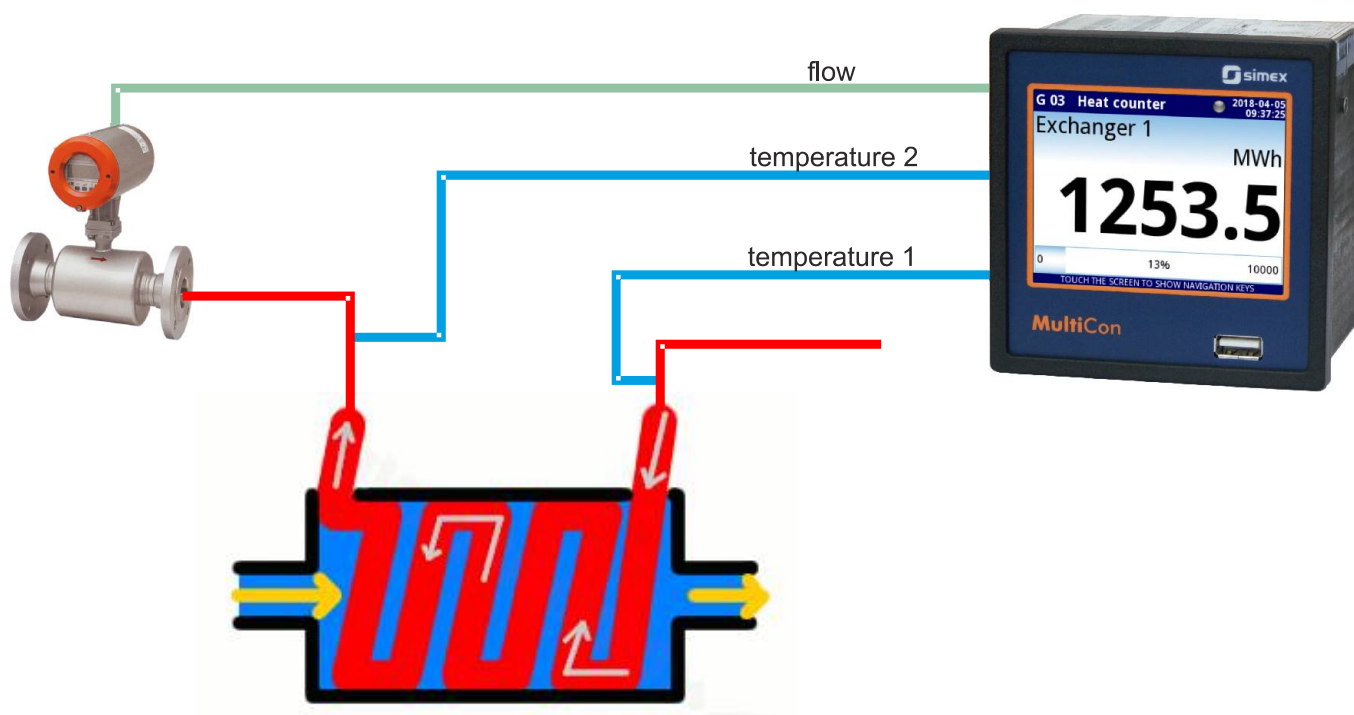 flow
temperature 2
temperature 1
simex
G 03 Heat counter
2018-04-05
09:37:25
Exchanger 1
MWh
1253.5
0 13% 10000
TOUCH THE SCREEN TO SHOW NAVIGATION KEYS
MultiCon